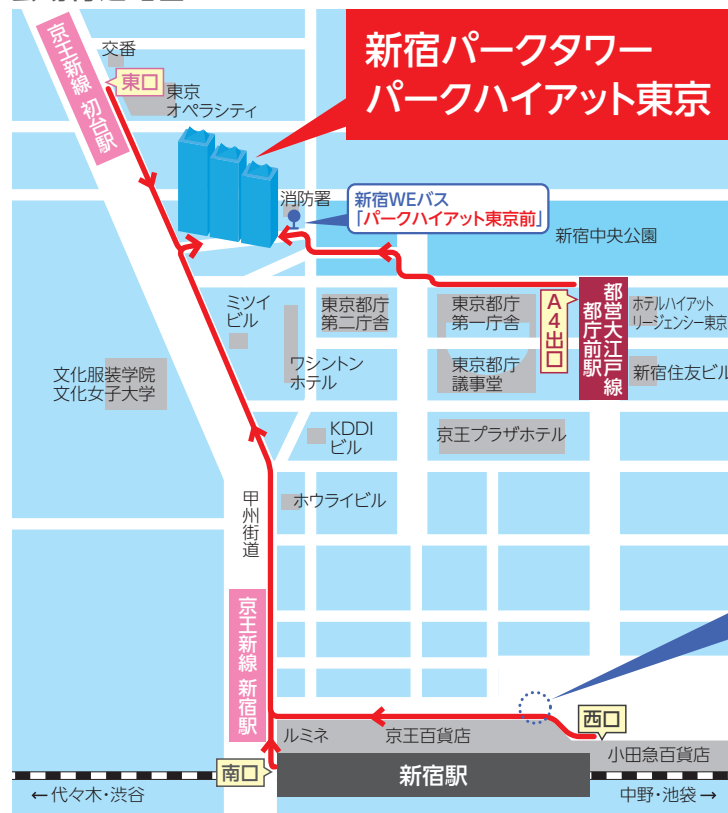 交番
東口
京王新線 初台駅
東京
オペラシティ
新宿パークタワー
パークハイアット東京
消防署
新宿WEバス
「パークハイアット東京前」
新宿中央公園
ミツイ
ビル
東京都庁
第二庁舎
東京都庁
第一庁舎
A4出口
都営大江戸線
都庁前駅
ホテルハイアット
リージェンシー東京
ワシントン
ホテル
東京都庁
議事堂
新宿住友ビル
文化服装学院
文化女子大学
KDDI
ビル
京王プラザホテル
甲州街道
ホウライビル
京王新線 新宿駅
西口
ルミネ
京王百貨店
小田急百貨店
南口
新宿駅
←代々木・渋谷
中野・池袋→